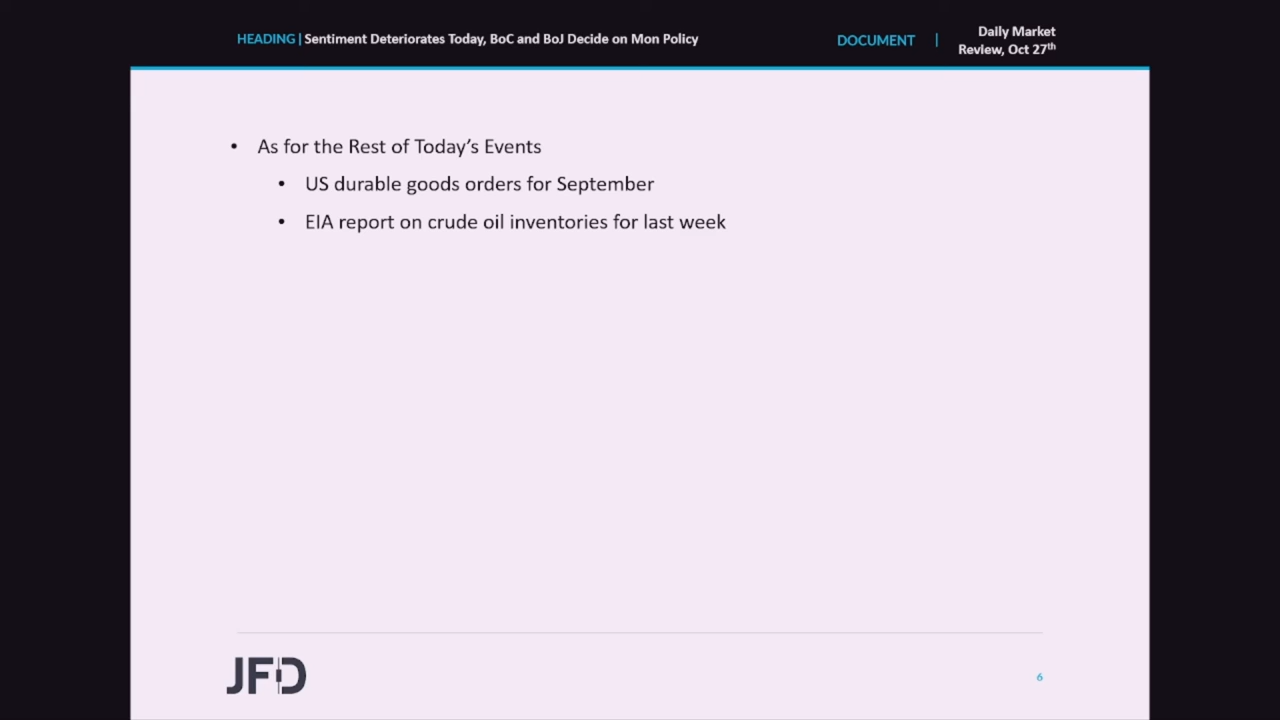 HEADING | Sentiment Deteriorates Today, BoC and BoJ Decide on Mon Policy
DOCUMENT |
Daily Market
Review, Oct 27th
• As for the Rest of Today's Events
• US durable goods orders for September
• EIA report on crude oil inventories for last week
JFD
6